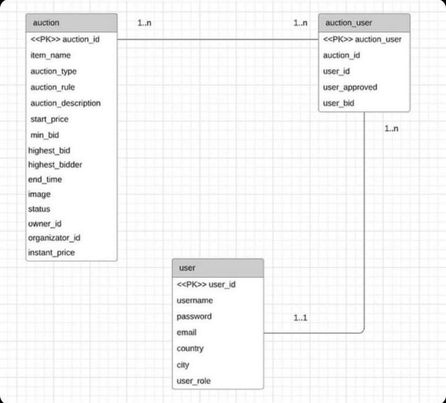 auction
<<PK>> auction_id
item_name
auction_type
auction_rule
auction_description
start_price
min_bid
highest_bid
highest_bidder
end_time
image
status
owner_id
organizator_id
instant_price
1..n
1..n
auction_user
<<PK>> auction_user
auction_id
user_id
user_approved
user_bid
1..n
user
<<PK>> user_id
username
password
email
country
city
user_role
1..1